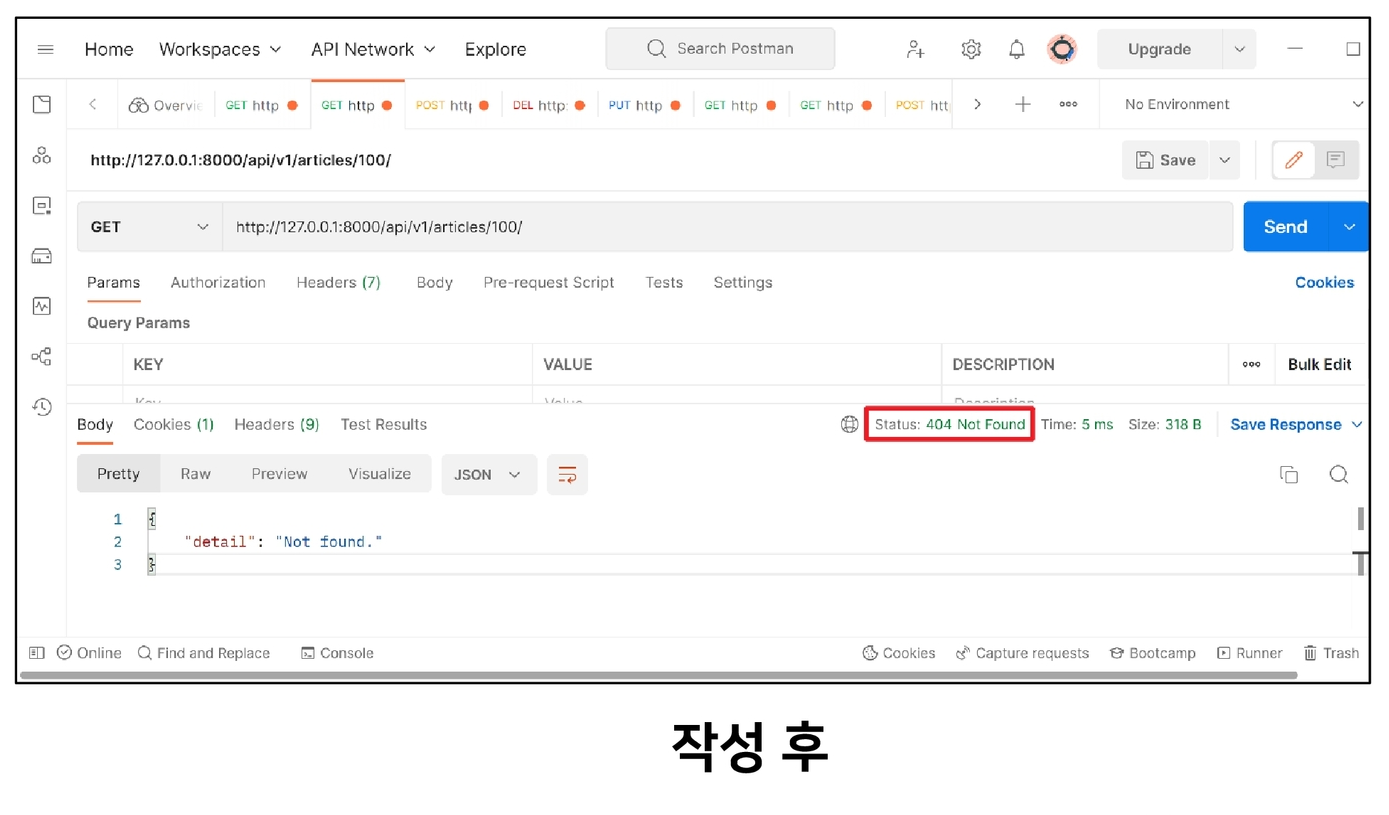 Home Workspaces API Network Explore Search Postman Upgrade
Overvie GET http GET http POST htt DEL http: PUT http GET http GET http POST htt No Environment
http://127.0.0.1:8000/api/v1/articles/100/ Save
GET http://127.0.0.1:8000/api/v1/articles/100/ Send
Params Authorization Headers (7) Body Pre-request Script Tests Settings Cookies
Query Params
KEY VALUE DESCRIPTION Bulk Edit
Key Value Description
Body Cookies (1) Headers (9) Test Results Status: 404 Not Found Time: 5 ms Size: 318 B Save Response
Pretty Raw Preview Visualize JSON
1 {
2 "detail": "Not found."
3 }
Online Find and Replace Console Cookies Capture requests Bootcamp Runner Trash
작성 후